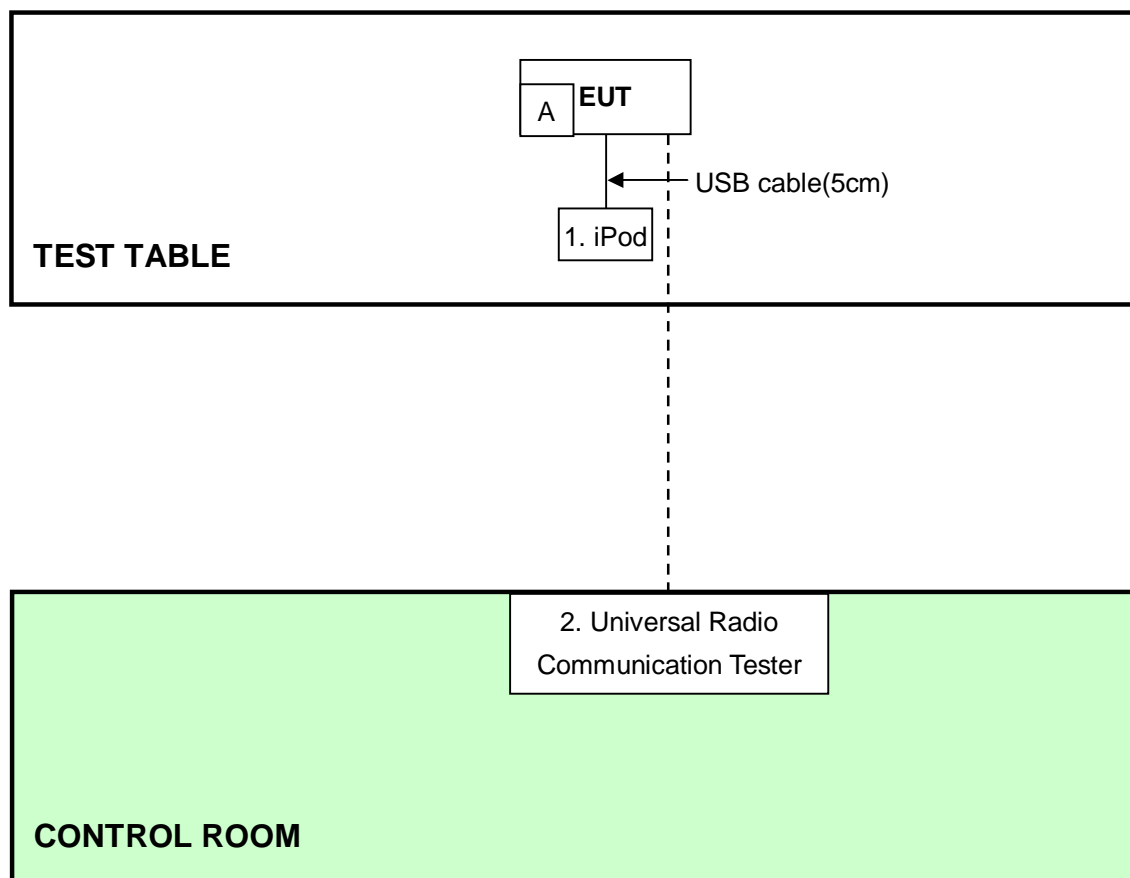 EUT
A
USB cable(5cm)
1. iPod
TEST TABLE
2. Universal Radio
Communication Tester
CONTROL ROOM